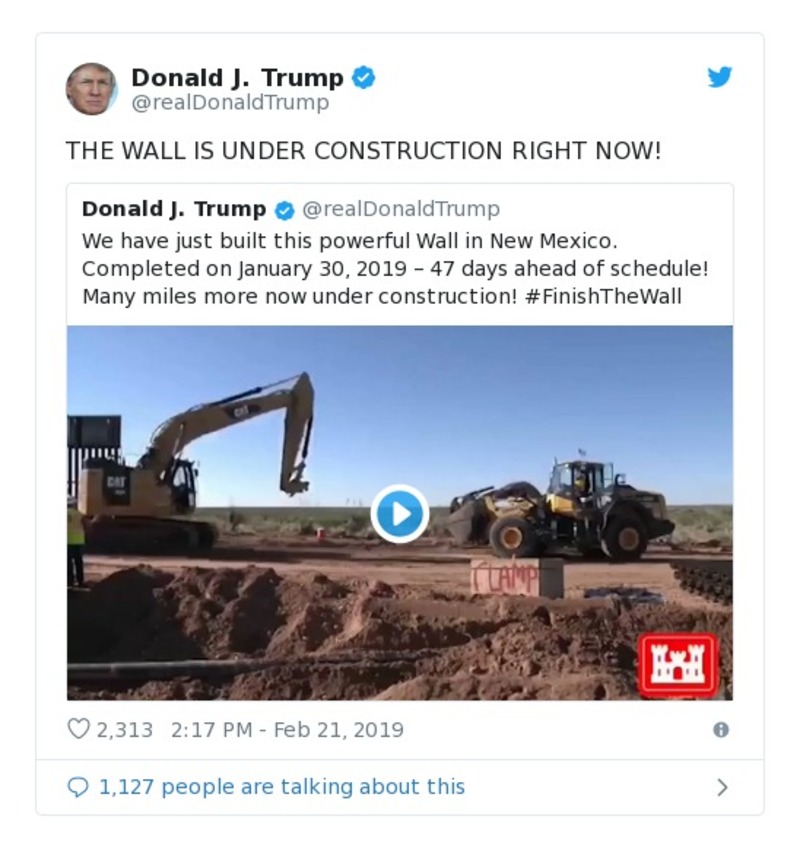 Donald J. Trump
@realDonaldTrump
THE WALL IS UNDER CONSTRUCTION RIGHT NOW!
Donald J. Trump @realDonaldTrump
We have just built this powerful Wall in New Mexico.
Completed on January 30, 2019 – 47 days ahead of schedule!
Many miles more now under construction! #FinishTheWall
CAT
CAT
CLAMP
2,313 2:17 PM - Feb 21, 2019
1,127 people are talking about this